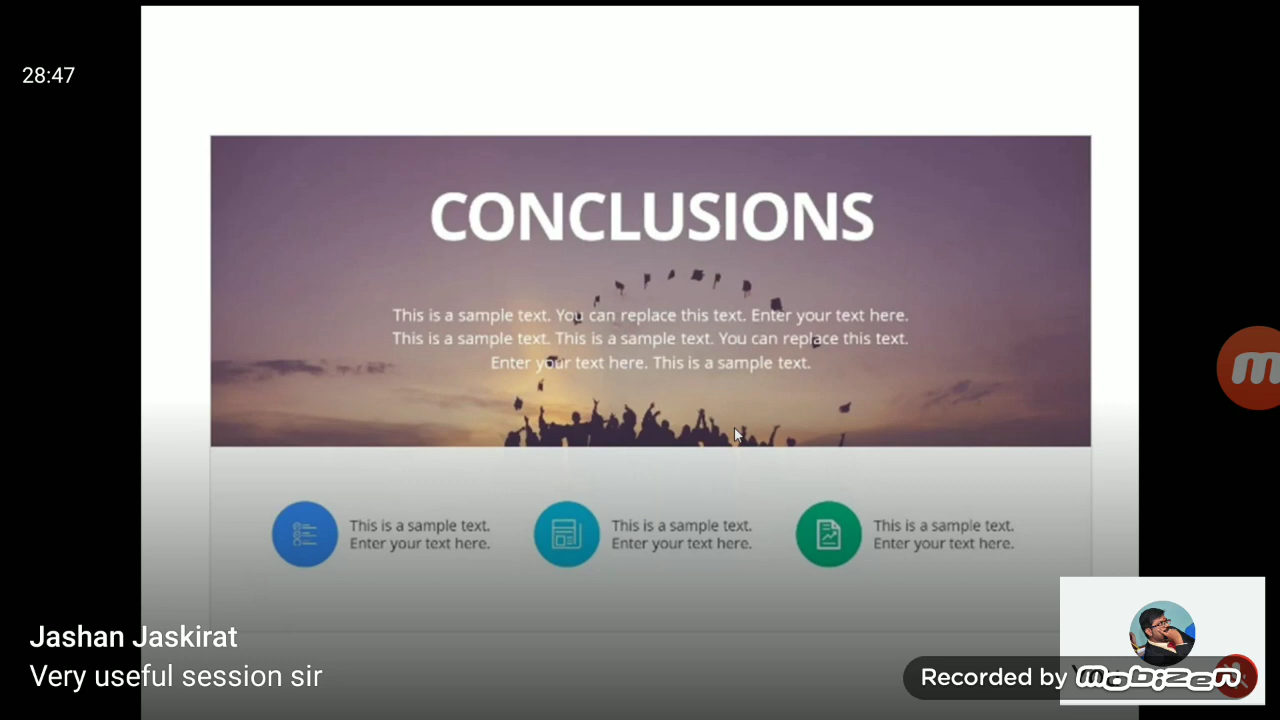 28:47
CONCLUSIONS
This is a sample text. You can replace this text. Enter your text here.
This is a sample text. This is a sample text. You can replace this text.
Enter your text here. This is a sample text.
This is a sample text.
Enter your text here.
This is a sample text.
Enter your text here.
This is a sample text.
Enter your text here.
Jashan Jaskirat
Very useful session sir
Recorded by mobizen